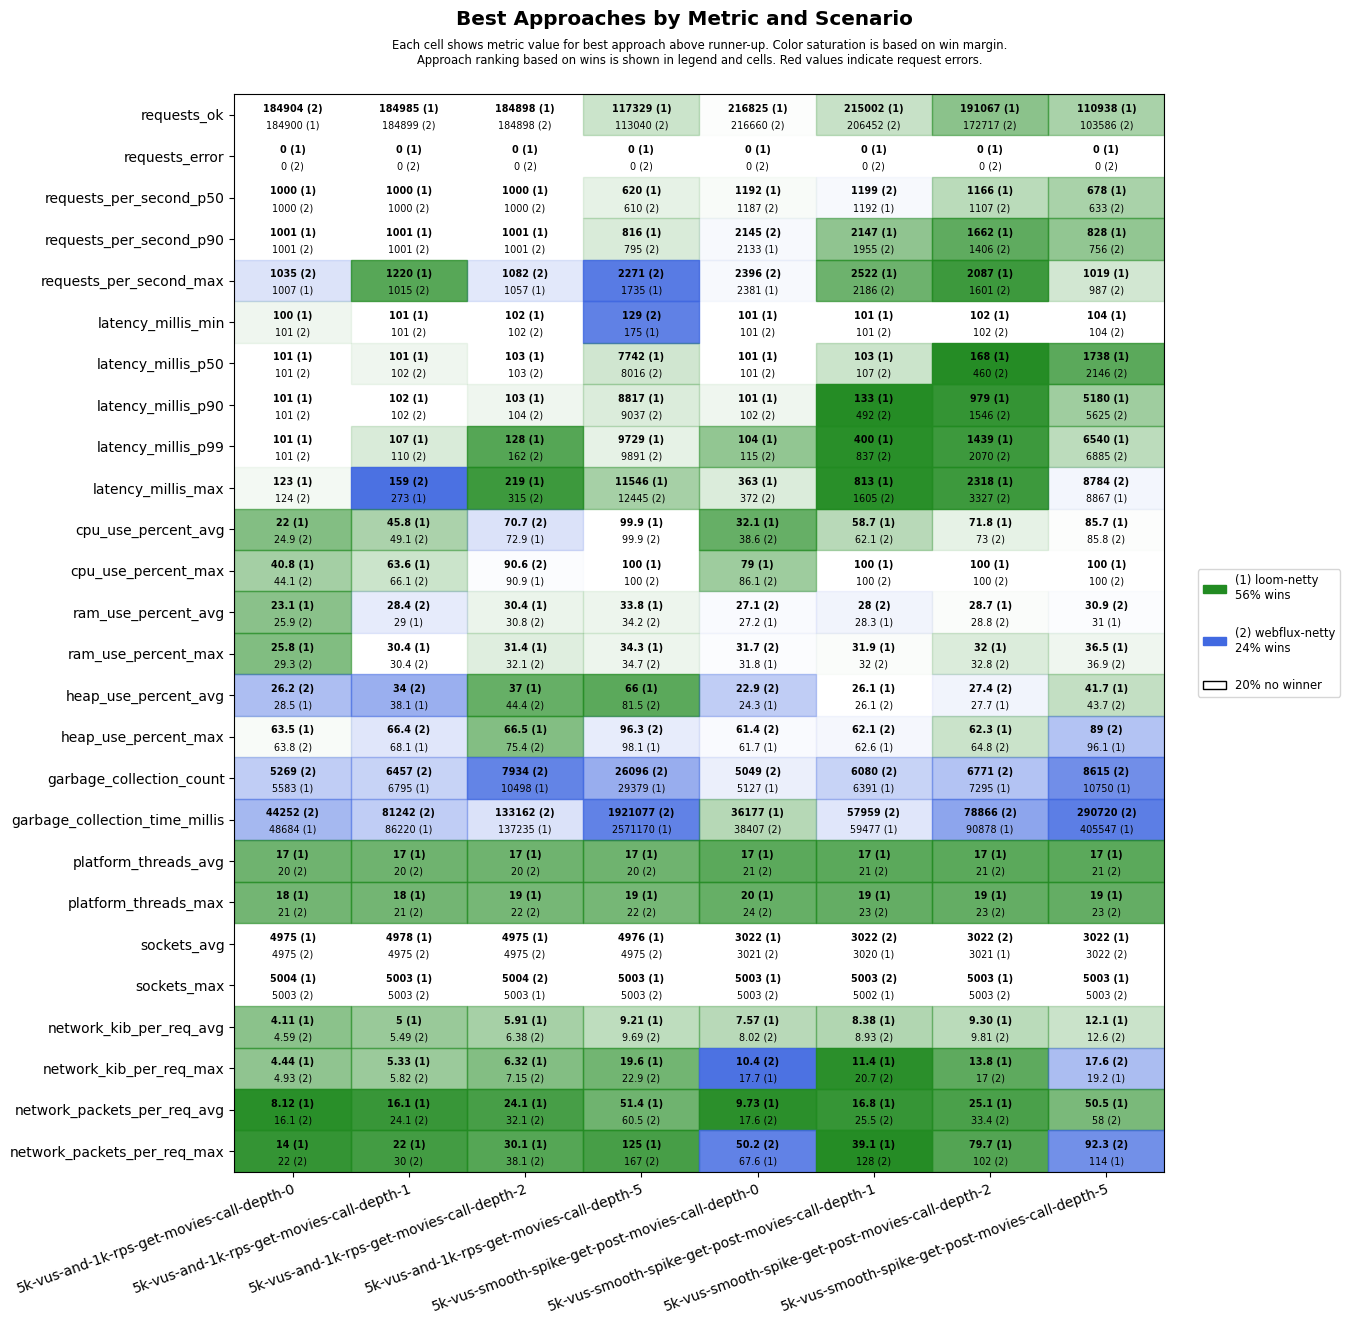 Best Approaches by Metric and Scenario
Each cell shows metric value for best approach above runner-up. Color saturation is based on win margin.
Approach ranking based on wins is shown in legend and cells. Red values indicate request errors.
requests_ok
184904 (2) 184985 (1) 184898 (1) 117329 (1) 216825 (1) 215002 (1) 191067 (1) 110938 (1)
184900 (1) 184899 (2) 184898 (2) 113040 (2) 216660 (2) 206452 (2) 172717 (2) 103586 (2)
requests_error
0 (1) 0 (1) 0 (1) 0 (1) 0 (1) 0 (1) 0 (1) 0 (1)
0 (2) 0 (2) 0 (2) 0 (2) 0 (2) 0 (2) 0 (2) 0 (2)
requests_per_second_p50
1000 (1) 1000 (1) 1000 (1) 620 (1) 1192 (1) 1199 (2) 1166 (1) 678 (1)
1000 (2) 1000 (2) 1000 (2) 610 (2) 1187 (2) 1192 (1) 1107 (2) 633 (2)
requests_per_second_p90
1001 (1) 1001 (1) 1001 (1) 816 (1) 2145 (2) 2147 (1) 1662 (1) 828 (1)
1001 (2) 1001 (2) 1001 (2) 795 (2) 2133 (1) 1955 (2) 1406 (2) 756 (2)
requests_per_second_max
1035 (2) 1220 (1) 1082 (2) 2271 (2) 2396 (2) 2522 (1) 2087 (1) 1019 (1)
1007 (1) 1015 (2) 1057 (1) 1735 (1) 2381 (1) 2186 (2) 1601 (2) 987 (2)
latency_millis_min
100 (1) 101 (1) 102 (1) 129 (2) 101 (1) 101 (1) 102 (1) 104 (1)
101 (2) 101 (2) 102 (2) 175 (1) 101 (2) 101 (2) 102 (2) 104 (2)
latency_millis_p50
101 (1) 101 (1) 103 (1) 7742 (1) 101 (1) 103 (1) 168 (1) 1738 (1)
101 (2) 102 (2) 103 (2) 8016 (2) 101 (2) 107 (2) 460 (2) 2146 (2)
latency_millis_p90
101 (1) 102 (1) 103 (1) 8817 (1) 101 (1) 133 (1) 979 (1) 5180 (1)
101 (2) 102 (2) 104 (2) 9037 (2) 102 (2) 492 (2) 1546 (2) 5625 (2)
latency_millis_p99
101 (1) 107 (1) 128 (1) 9729 (1) 104 (1) 400 (1) 1439 (1) 6540 (1)
101 (2) 110 (2) 162 (2) 9891 (2) 115 (2) 837 (2) 2070 (2) 6885 (2)
latency_millis_max
123 (1) 159 (2) 219 (1) 11546 (1) 363 (1) 813 (1) 2318 (1) 8784 (2)
124 (2) 273 (1) 315 (2) 12445 (2) 372 (2) 1605 (2) 3327 (2) 8867 (1)
cpu_use_percent_avg
22 (1) 45.8 (1) 70.7 (2) 99.9 (1) 32.1 (1) 58.7 (1) 71.8 (1) 85.7 (1)
24.9 (2) 49.1 (2) 72.9 (1) 99.9 (2) 38.6 (2) 62.1 (2) 73 (2) 85.8 (2)
cpu_use_percent_max
40.8 (1) 63.6 (1) 90.6 (2) 100 (1) 79 (1) 100 (1) 100 (1) 100 (1)
44.1 (2) 66.1 (2) 90.9 (1) 100 (2) 86.1 (2) 100 (2) 100 (2) 100 (2)
ram_use_percent_avg
23.1 (1) 28.4 (2) 30.4 (1) 33.8 (1) 27.1 (2) 28 (2) 28.7 (1) 30.9 (2)
25.9 (2) 29 (1) 30.8 (2) 34.2 (2) 27.2 (1) 28.3 (1) 28.8 (2) 31 (1)
ram_use_percent_max
25.8 (1) 30.4 (1) 31.4 (1) 34.3 (1) 31.7 (2) 31.9 (1) 32 (1) 36.5 (1)
29.3 (2) 30.4 (2) 32.1 (2) 34.7 (2) 31.8 (1) 32 (2) 32.8 (2) 36.9 (2)
heap_use_percent_avg
26.2 (2) 34 (2) 37 (1) 66 (1) 22.9 (2) 26.1 (1) 27.4 (2) 41.7 (1)
28.5 (1) 38.1 (1) 44.4 (2) 81.5 (2) 24.3 (1) 26.1 (2) 27.7 (1) 43.7 (2)
heap_use_percent_max
63.5 (1) 66.4 (2) 66.5 (1) 96.3 (2) 61.4 (2) 62.1 (2) 62.3 (1) 89 (2)
63.8 (2) 68.1 (1) 75.4 (2) 98.1 (1) 61.7 (1) 62.6 (1) 64.8 (2) 96.1 (1)
garbage_collection_count
5269 (2) 6457 (2) 7934 (2) 26096 (2) 5049 (2) 6080 (2) 6771 (2) 8615 (2)
5583 (1) 6795 (1) 10498 (1) 29379 (1) 5127 (1) 6391 (1) 7295 (1) 10750 (1)
garbage_collection_time_millis
44252 (2) 81242 (2) 133162 (2) 1921077 (2) 36177 (1) 57959 (2) 78866 (2) 290720 (2)
48684 (1) 86220 (1) 137235 (1) 2571170 (1) 38407 (2) 59477 (1) 90878 (1) 405547 (1)
platform_threads_avg
17 (1) 17 (1) 17 (1) 17 (1) 17 (1) 17 (1) 17 (1) 17 (1)
20 (2) 20 (2) 20 (2) 20 (2) 21 (2) 21 (2) 21 (2) 21 (2)
platform_threads_max
18 (1) 18 (1) 19 (1) 19 (1) 20 (1) 19 (1) 19 (1) 19 (1)
21 (2) 21 (2) 22 (2) 22 (2) 24 (2) 23 (2) 23 (2) 23 (2)
sockets_avg
4975 (1) 4978 (1) 4975 (1) 4976 (1) 3022 (1) 3022 (2) 3022 (2) 3022 (1)
4975 (2) 4975 (2) 4975 (2) 4975 (2) 3021 (2) 3020 (1) 3021 (1) 3022 (2)
sockets_max
5004 (1) 5003 (1) 5004 (2) 5003 (1) 5003 (1) 5003 (2) 5003 (1) 5003 (1)
5003 (2) 5003 (2) 5003 (1) 5003 (2) 5003 (2) 5002 (1) 5003 (2) 5003 (2)
network_kib_per_req_avg
4.11 (1) 5 (1) 5.91 (1) 9.21 (1) 7.57 (1) 8.38 (1) 9.30 (1) 12.1 (1)
4.59 (2) 5.49 (2) 6.38 (2) 9.69 (2) 8.02 (2) 8.93 (2) 9.81 (2) 12.6 (2)
network_kib_per_req_max
4.44 (1) 5.33 (1) 6.32 (1) 19.6 (1) 10.4 (2) 11.4 (1) 13.8 (1) 17.6 (2)
4.93 (2) 5.82 (2) 7.15 (2) 22.9 (2) 17.7 (1) 20.7 (2) 17 (2) 19.2 (1)
network_packets_per_req_avg
8.12 (1) 16.1 (1) 24.1 (1) 51.4 (1) 9.73 (1) 16.8 (1) 25.1 (1) 50.5 (1)
16.1 (2) 24.1 (2) 32.1 (2) 60.5 (2) 17.6 (2) 25.5 (2) 33.4 (2) 58 (2)
network_packets_per_req_max
14 (1) 22 (1) 30.1 (1) 125 (1) 50.2 (2) 39.1 (1) 79.7 (1) 92.3 (2)
22 (2) 30 (2) 38.1 (2) 167 (2) 67.6 (1) 128 (2) 102 (2) 114 (1)
5k-vus-and-1k-rps-get-movies-call-depth-0
5k-vus-and-1k-rps-get-movies-call-depth-1
5k-vus-and-1k-rps-get-movies-call-depth-2
5k-vus-and-1k-rps-get-movies-call-depth-5
5k-vus-smooth-spike-get-post-movies-call-depth-0
5k-vus-smooth-spike-get-post-movies-call-depth-1
5k-vus-smooth-spike-get-post-movies-call-depth-2
5k-vus-smooth-spike-get-post-movies-call-depth-5
(1) loom-netty
56% wins
(2) webflux-netty
24% wins
20% no winner